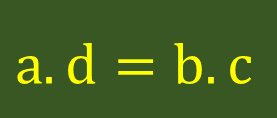 a. d = b. c